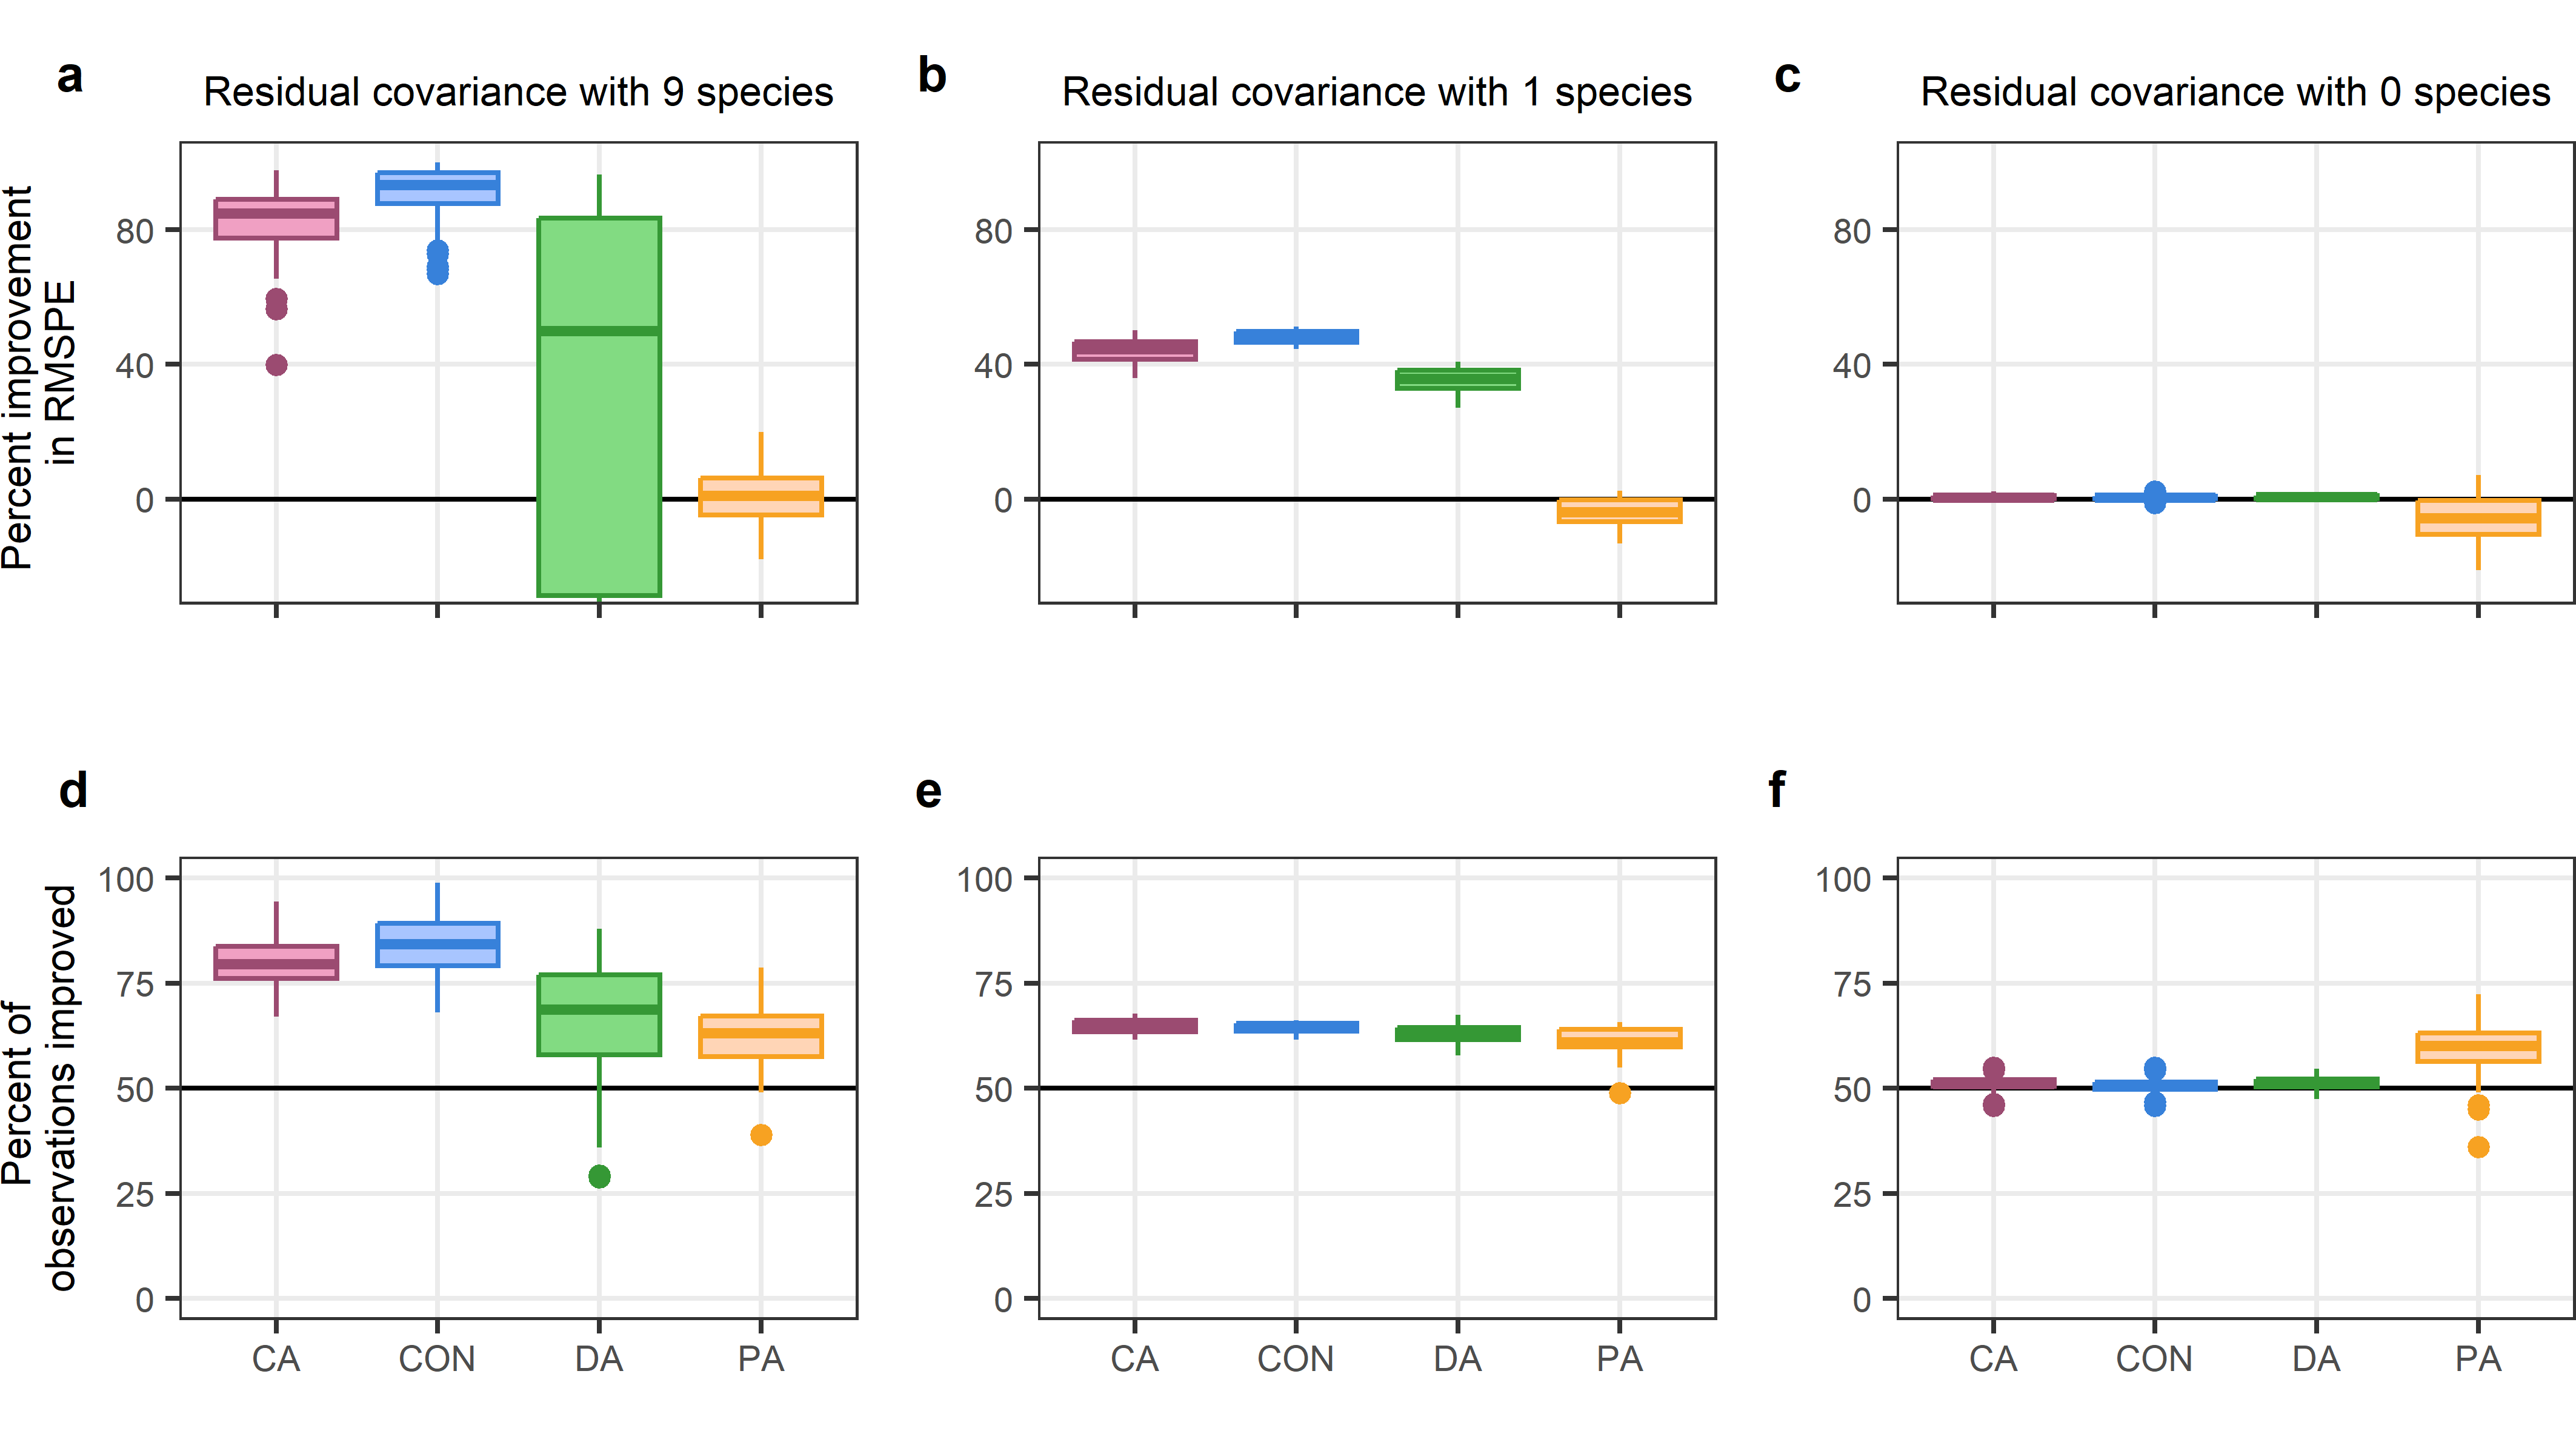 a
Residual covariance with 9 species
b
Residual covariance with 1 species
c
Residual covariance with 0 species
Percent improvement
in RMSPE
80
40
0
80
40
0
80
40
0
d
e
f
Percent of
observations improved
100
75
50
25
0
100
75
50
25
0
100
75
50
25
0
CA CON DA PA
CA CON DA PA
CA CON DA PA